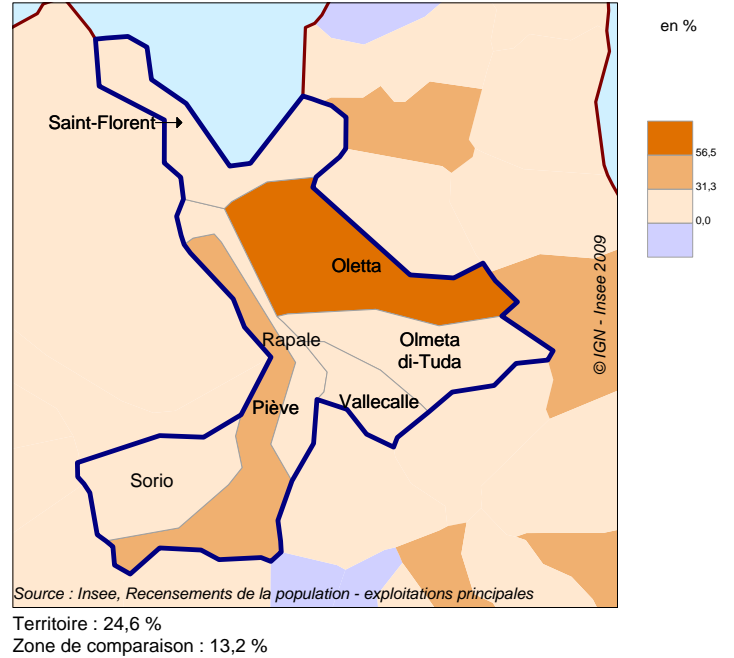 en %
56,5
31,3
0,0
Saint-Florent
Oletta
Rapale
Olmeta
di-Tuda
Piève
Vallecalle
Sorio
© IGN - Insee 2009
Source : Insee, Recensements de la population - exploitations principales
Territoire : 24,6 %
Zone de comparaison : 13,2 %